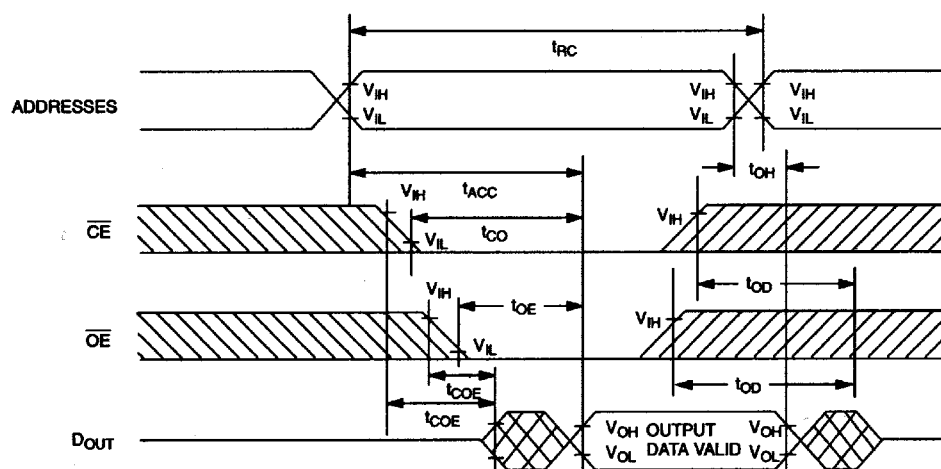 tRC
ADDRESSES
VIH VIH VIH
VIL VIL VIL
tOH
tACC
VIH
CE VIH
tCO
VIL
tOD
VIH
tOE
OE VIH
VIL
tCOE tOD
tCOE
DOUT VOH OUTPUT VOH
VOL DATA VALID VOL